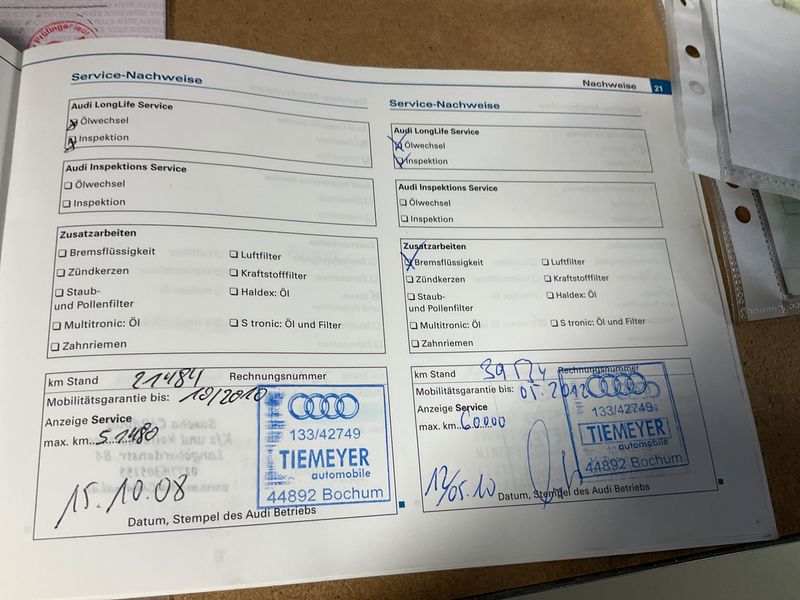 Prüfingenieur
Nachweise 21
Service-Nachweise
Audi LongLife Service
Ölwechsel
Inspektion
Audi Inspektions Service
Ölwechsel
Inspektion
Zusatzarbeiten
Bremsflüssigkeit
Luftfilter
Zündkerzen
Kraftstofffilter
Staub-
und Pollenfilter
Haldex: Öl
Multitronic: Öl
S tronic: Öl und Filter
Zahnriemen
km Stand 21484 Rechnungsnummer
Mobilitätsgarantie bis: 10/2010
Anzeige Service
max. km 51480
133/42749
TIEMEYER
automobile
44892 Bochum
15.10.08
Datum, Stempel des Audi Betriebs
Service-Nachweise
Audi LongLife Service
Ölwechsel
Inspektion
Audi Inspektions Service
Ölwechsel
Inspektion
Zusatzarbeiten
Bremsflüssigkeit
Luftfilter
Zündkerzen
Kraftstofffilter
Staub-
und Pollenfilter
Haldex: Öl
Multitronic: Öl
S tronic: Öl und Filter
Zahnriemen
km Stand Rechnungsnummer
Mobilitätsgarantie bis: 05.2012
Anzeige Service
max. km 60000
133/42749
TIEMEYER
automobile
44892 Bochum
12/05.10
Datum, Stempel des Audi Betriebs